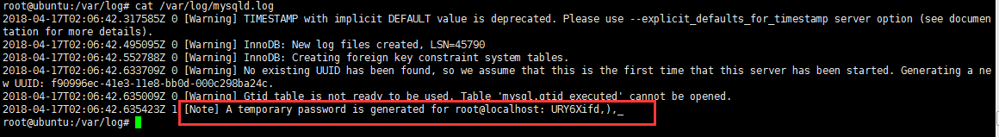 root@ubuntu:/var/log# cat /var/log/mysqld.log
2018-04-17T02:06:42.317585Z 0 [Warning] TIMESTAMP with implicit DEFAULT value is deprecated. Please use --explicit_defaults_for_timestamp server option (see documen
tation for more details).
2018-04-17T02:06:42.495095Z 0 [Warning] InnoDB: New log files created, LSN=45790
2018-04-17T02:06:42.552788Z 0 [Warning] InnoDB: Creating foreign key constraint system tables.
2018-04-17T02:06:42.633709Z 0 [Warning] No existing UUID has been found, so we assume that this is the first time that this server has been started. Generating a ne
w UUID: f90996ec-41e3-11e8-bb0d-000c298ba24c.
2018-04-17T02:06:42.635009Z 0 [Warning] Gtid table is not ready to be used. Table 'mysql.gtid_executed' cannot be opened.
2018-04-17T02:06:42.635423Z 1 [Note] A temporary password is generated for root@localhost: URY6Xifd,),_
root@ubuntu:/var/log#